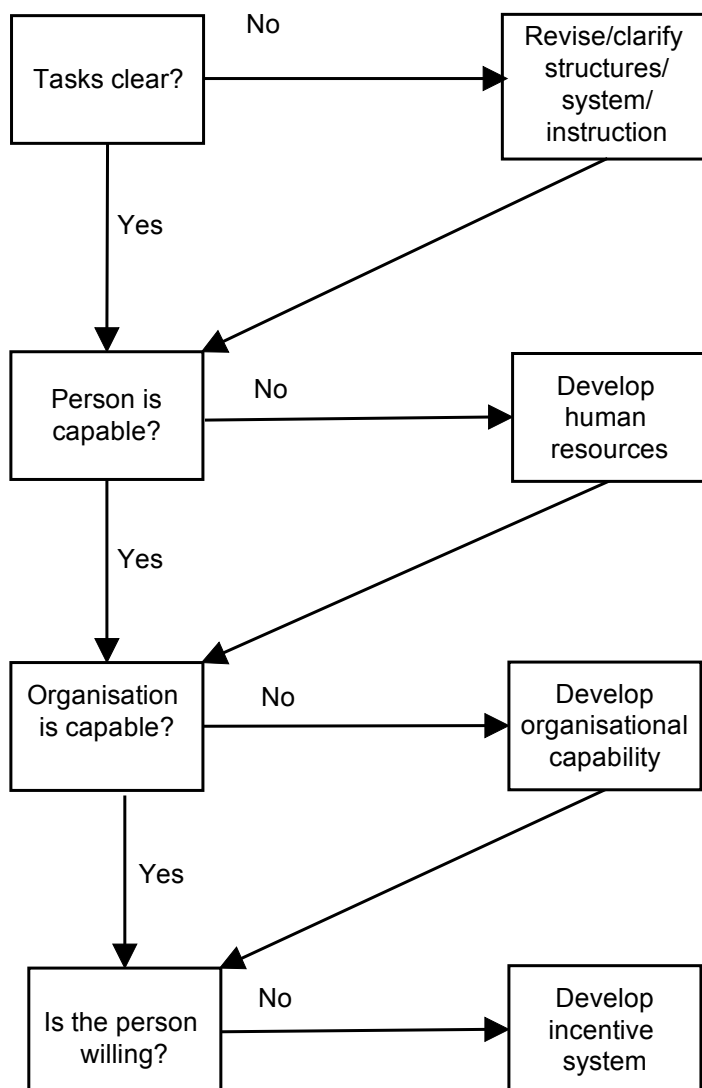 No
Tasks clear?
Revise/clarify
structures/
system/
instruction
Yes
Person is
capable?
No
Develop
human
resources
Yes
Organisation
is capable?
No
Develop
organisational
capability
Yes
Is the person
willing?
No
Develop
incentive
system